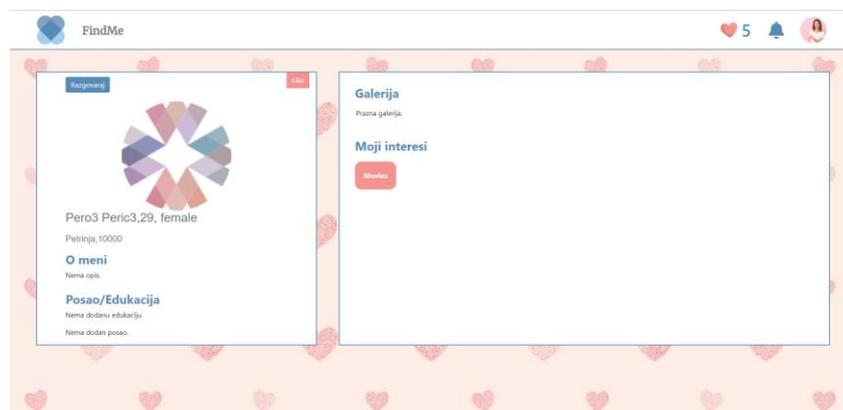 FindMe
5
Razgovaraj
Like
Pero3 Peric3,29, female
Petrinja,10000
O meni
Nema opis.
Posao/Edukacija
Nema dodanu edukaciju.
Nema dodan posao.
Galerija
Prazna galerija.
Moji interesi
Movies